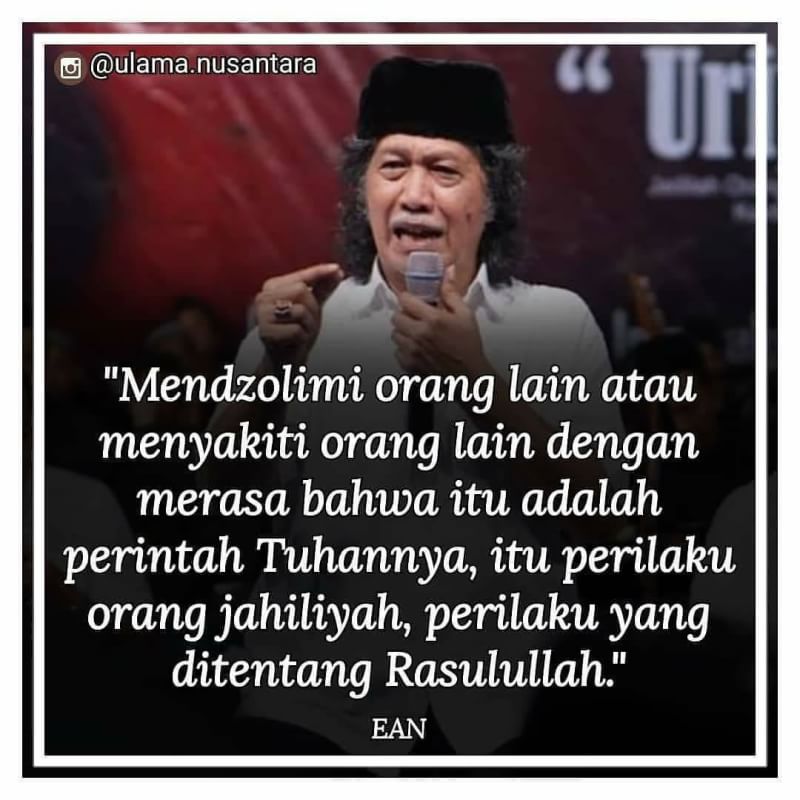 @ulama.nusantara
“ Uri
"Mendzolimi orang lain atau
menyakiti orang lain dengan
merasa bahwa itu adalah
perintah Tuhannya, itu perilaku
orang jahiliyah, perilaku yang
ditentang Rasulullah."
EAN